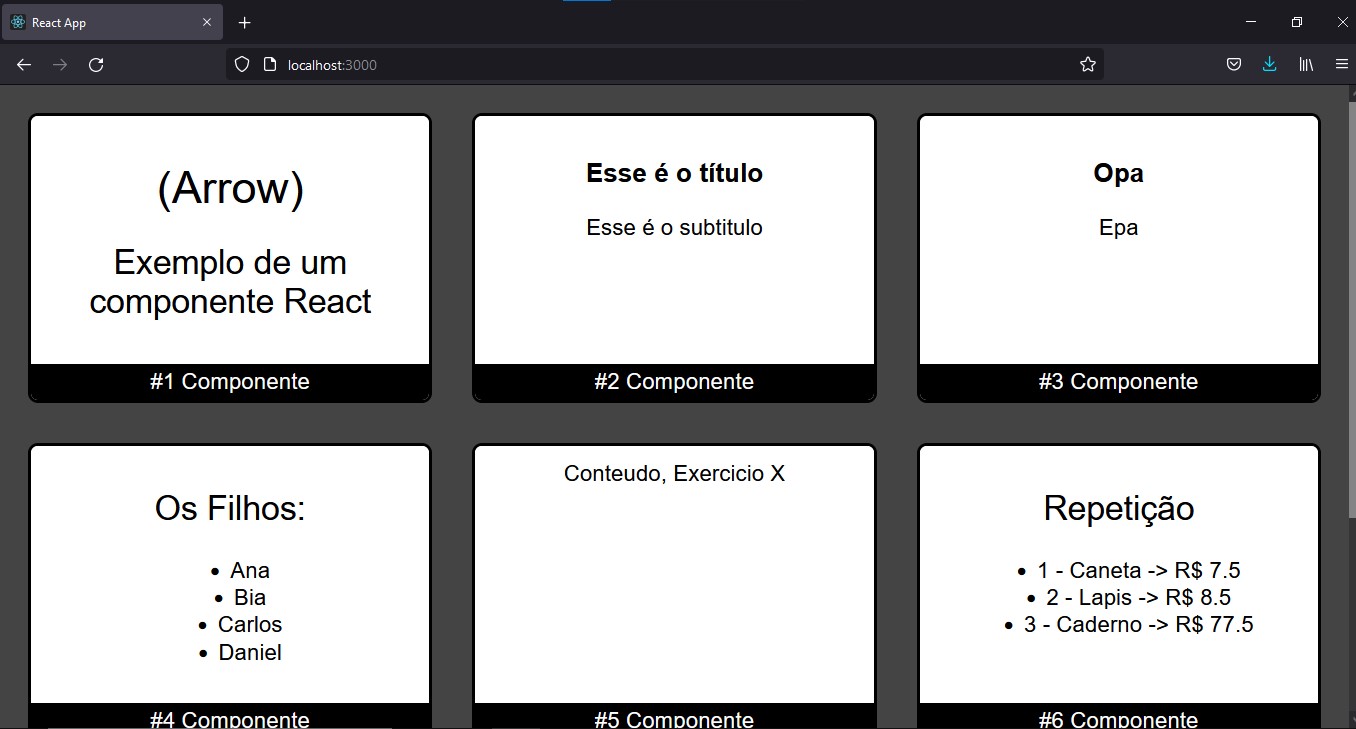 React App
localhost:3000
(Arrow)
Exemplo de um
componente React
#1 Componente
Esse é o título
Esse é o subtitulo
#2 Componente
Opa
Epa
#3 Componente
Os Filhos:
• Ana
• Bia
• Carlos
• Daniel
#4 Componente
Conteudo, Exercicio X
#5 Componente
Repetição
• 1 - Caneta -> R$ 7.5
• 2 - Lapis -> R$ 8.5
• 3 - Caderno -> R$ 77.5
#6 Componente